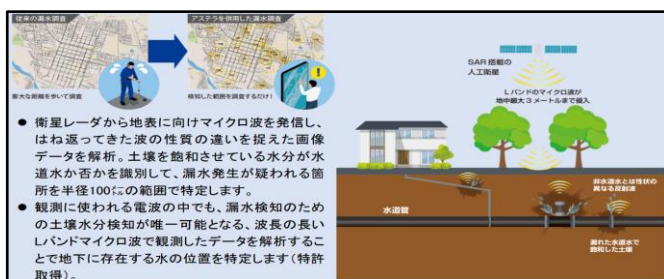 従来の漏水調査
アステラを併用した漏水調査
膨大な距離を歩いて調査
検知した範囲を調査するだけ!
● 衛星レーダから地表に向けマイクロ波を発信し、
はね返ってきた波の性質の違いを捉えた画像
データを解析。土壌を飽和させている水分が水
道水か否かを識別して、漏水発生が疑われる箇
所を半径100㍍の範囲で特定します。
● 観測に使われる電波の中でも、漏水検知のため
の土壌水分検知が唯一可能となる、波長の長い
Lバンドマイクロ波で観測したデータを解析するこ
とで地下に存在する水の位置を特定します(特許
取得)。
SAR搭載の
人工衛星
Lバンドのマイクロ波が
地中最大3メートルまで侵入
非水道水とは性状の
異なる反射波
水道管
漏れた水道水で
飽和した土壌